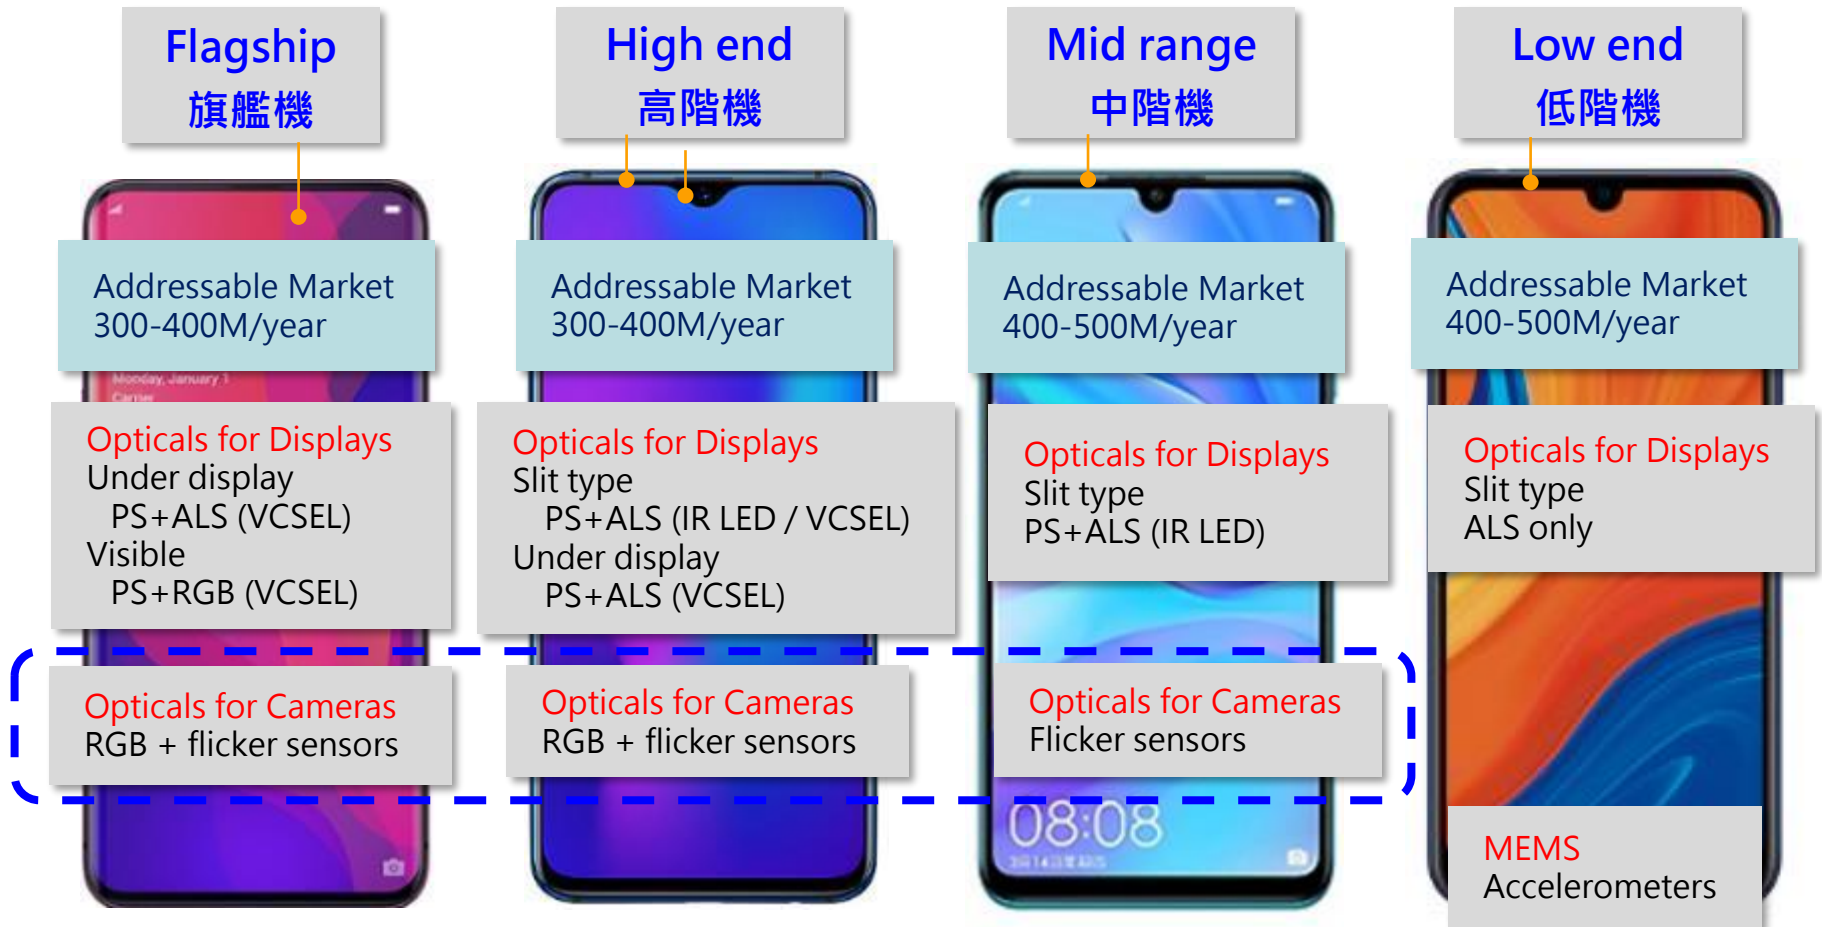 Flagship
旗艦機
High end
高階機
Mid range
中階機
Low end
低階機
Addressable Market
300-400M/year
Addressable Market
300-400M/year
Addressable Market
400-500M/year
Addressable Market
400-500M/year
Monday, January 1
Carrier
Opticals for Displays
Under display
PS+ALS (VCSEL)
Visible
PS+RGB (VCSEL)
Opticals for Displays
Slit type
PS+ALS (IR LED / VCSEL)
Under display
PS+ALS (VCSEL)
Opticals for Displays
Slit type
PS+ALS (IR LED)
Opticals for Displays
Slit type
ALS only
Opticals for Cameras
RGB + flicker sensors
Opticals for Cameras
RGB + flicker sensors
Opticals for Cameras
Flicker sensors
08:08
MEMS
Accelerometers